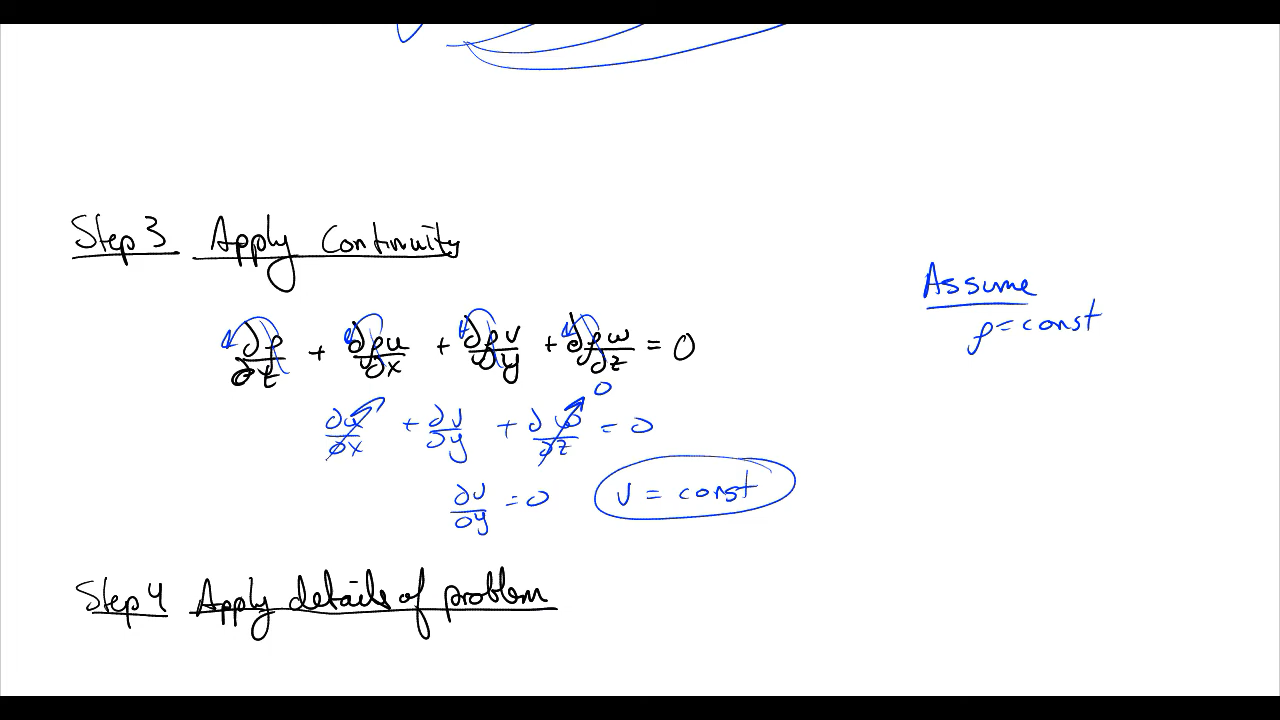 Step 3 Apply Continuity
Assume
ρ = const
∂ρ/∂t + ∂ρu/∂x + ∂ρv/∂y + ∂ρw/∂z = 0
∂u/∂x + ∂v/∂y + ∂w/∂z = 0
0
∂v/∂y = 0 v = const
Step 4 Apply details of problem